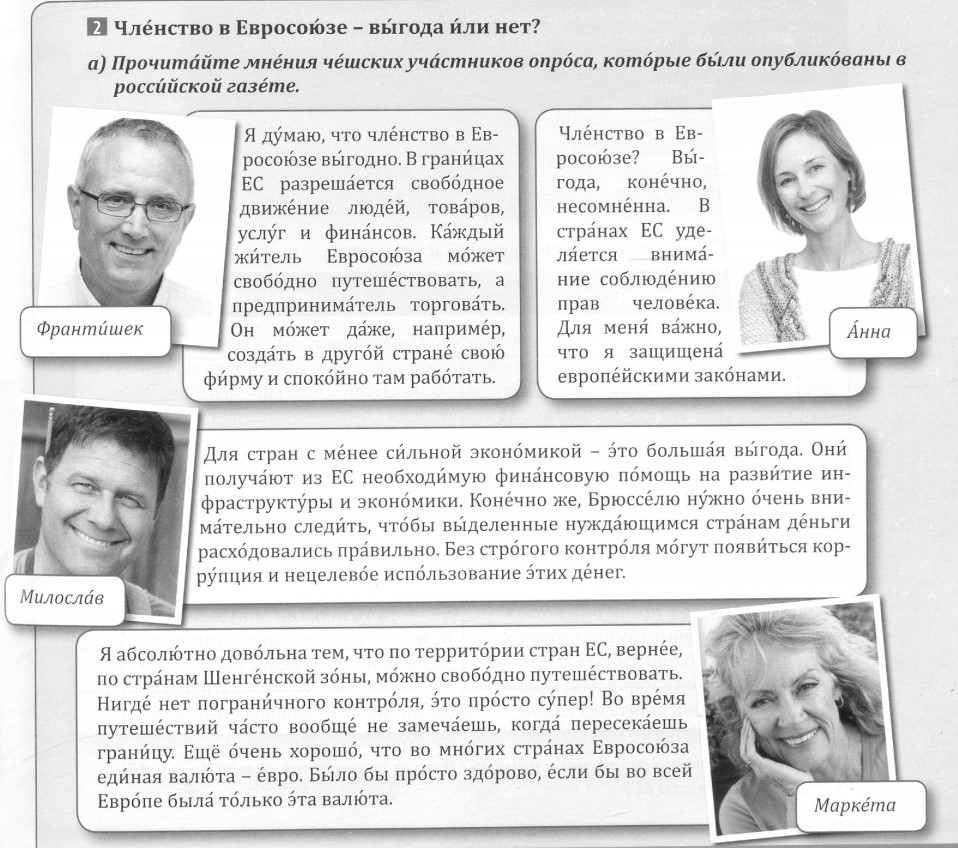 2 Чле́нство в Евросою́зе – вы́года и́ли нет?
а) Прочита́йте мне́ния че́шских уча́стников опро́са, кото́рые бы́ли опублико́ваны в
росси́йской газе́те.
Я ду́маю, что чле́нство в Ев-
росою́зе вы́годно. В грани́цах
ЕС разреша́ется свобо́дное
движе́ние люде́й, това́ров,
услу́г и фина́нсов. Ка́ждый
жи́тель Евросою́за мо́жет
свобо́дно путеше́ствовать, а
предпринима́тель торгова́ть.
Он мо́жет да́же, наприме́р,
созда́ть в друго́й стране́ свою́
фи́рму и споко́йно там рабо́тать.
Франти́шек
Чле́нство в Ев-
росою́зе? Вы́-
года, коне́чно,
несомне́нна. В
стра́нах ЕС уде-
ля́ется внима́-
ние соблюде́нию
прав челове́ка.
Для меня́ ва́жно,
что я защищена́
европе́йскими зако́нами.
А́нна
Для стран с ме́нее си́льной эконо́микой – э́то больша́я вы́года. Они́
получа́ют из ЕС необходи́мую фина́нсовую по́мощь на разви́тие ин-
фраструкту́ры и эконо́мики. Коне́чно же, Брюссе́лю ну́жно о́чень вни-
ма́тельно следи́ть, что́бы вы́деленные нужда́ющимся стра́нам де́ньги
расхо́довались пра́вильно. Без стро́гого контро́ля мо́гут появи́ться кор-
ру́пция и нецелево́е испо́льзование э́тих де́нег.
Милосла́в
Я абсолю́тно дово́льна тем, что по террито́рии стран ЕС, верне́е,
по стра́нам Шенге́нской зо́ны, мо́жно свобо́дно путеше́ствовать.
Нигде́ нет пограни́чного контро́ля, э́то про́сто су́пер! Во вре́мя
путеше́ствий ча́сто вообще́ не замеча́ешь, когда́ пересека́ешь
грани́цу. Ещё о́чень хорошо́, что во мно́гих стра́нах Евросою́за
еди́ная валю́та – е́вро. Бы́ло бы про́сто здо́рово, е́сли бы во всей
Евро́пе была́ то́лько э́та валю́та.
Марке́та